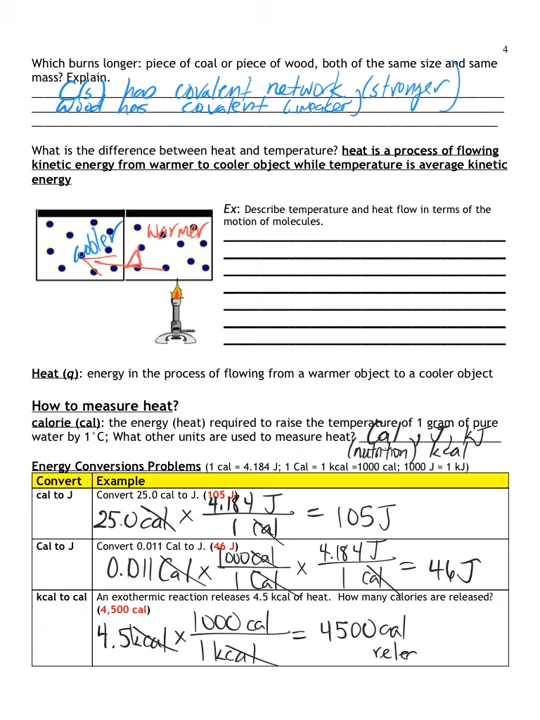 4
Which burns longer: piece of coal or piece of wood, both of the same size and same
mass? Explain.
C(s) has covalent network (stronger)
Wood has covalent (weaker)
What is the difference between heat and temperature? heat is a process of flowing
kinetic energy from warmer to cooler object while temperature is average kinetic
energy
cooler
warmer
Ex: Describe temperature and heat flow in terms of the
motion of molecules.
Heat (q): energy in the process of flowing from a warmer object to a cooler object
How to measure heat?
calorie (cal): the energy (heat) required to raise the temperature of 1 gram of pure
water by 1°C; What other units are used to measure heat? Cal, J, kJ
(nutrition) kcal
Energy Conversions Problems (1 cal = 4.184 J; 1 Cal = 1 kcal =1000 cal; 1000 J = 1 kJ)
Convert Example
cal to J Convert 25.0 cal to J. (105 J)
25.0 cal × 4.184 J / 1 cal = 105 J
Cal to J Convert 0.011 Cal to J. (46 J)
0.011 Cal × 1000 cal / 1 Cal × 4.184 J / 1 cal = 46 J
kcal to cal An exothermic reaction releases 4.5 kcal of heat. How many calories are released?
(4,500 cal)
4.5 kcal × 1000 cal / 1 kcal = 4500 cal